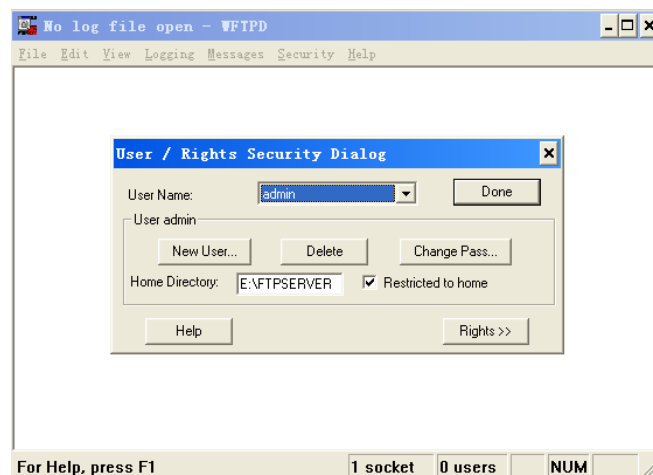 No log file open - WFTPD
File Edit View Logging Messages Security Help
User / Rights Security Dialog
User Name: admin Done
User admin
New User... Delete Change Pass...
Home Directory: E:\FTPSERVER Restricted to home
Help Rights >>
For Help, press F1 1 socket 0 users NUM